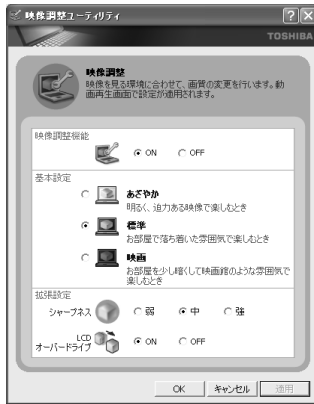 映像調整ユーティリティ
TOSHIBA
映像調整
映像を見る環境に合わせて、画質の変更を行います。動
画再生画面で設定が適用されます。
映像調整機能
ON OFF
基本設定
あざやか
明るく、迫力ある映像で楽しむとき
標準
お部屋で落ち着いた雰囲気で楽しむとき
映画
お部屋を少し暗くして映画館のような雰囲気で
楽しむとき
拡張設定
シャープネス 弱 中 強
LCD
オーバードライブ ON OFF
OK キャンセル 適用